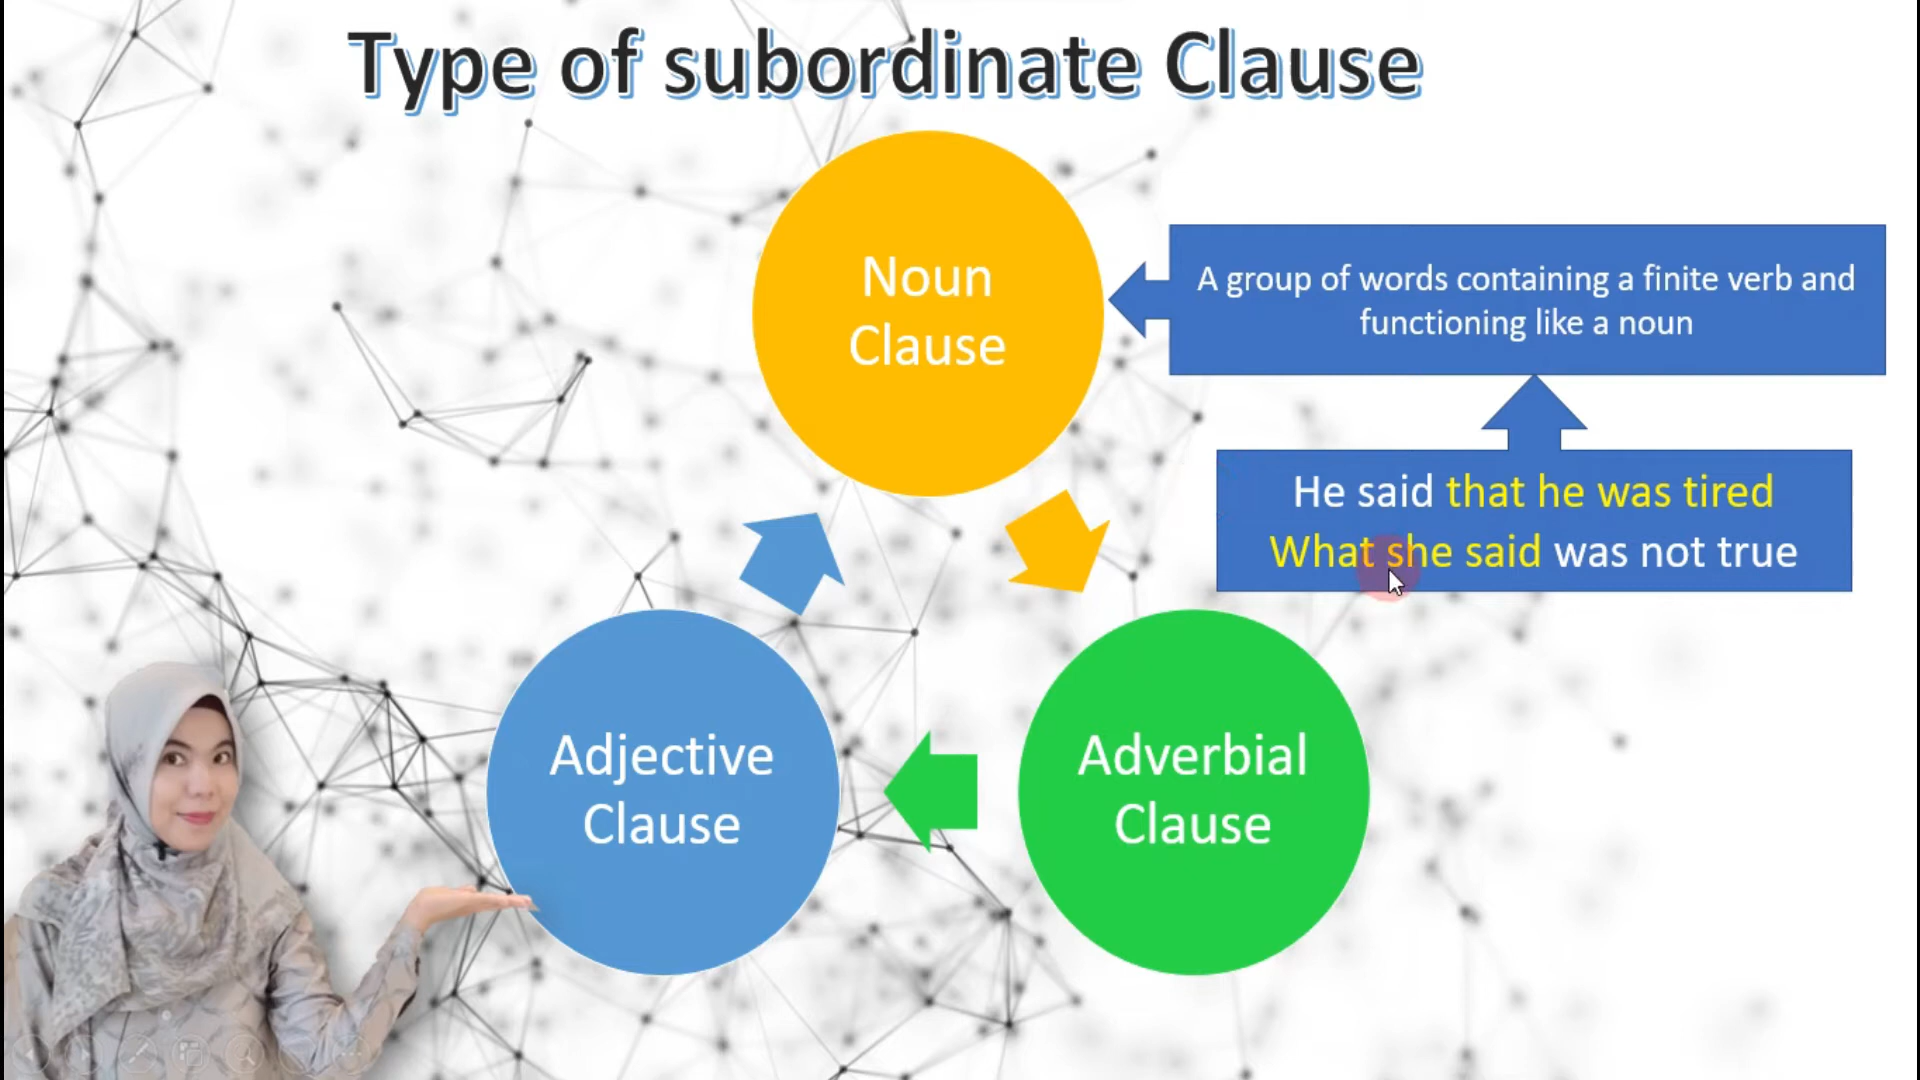 Type of subordinate Clause
Noun
Clause
A group of words containing a finite verb and
functioning like a noun
He said that he was tired
What she said was not true
Adjective
Clause
Adverbial
Clause